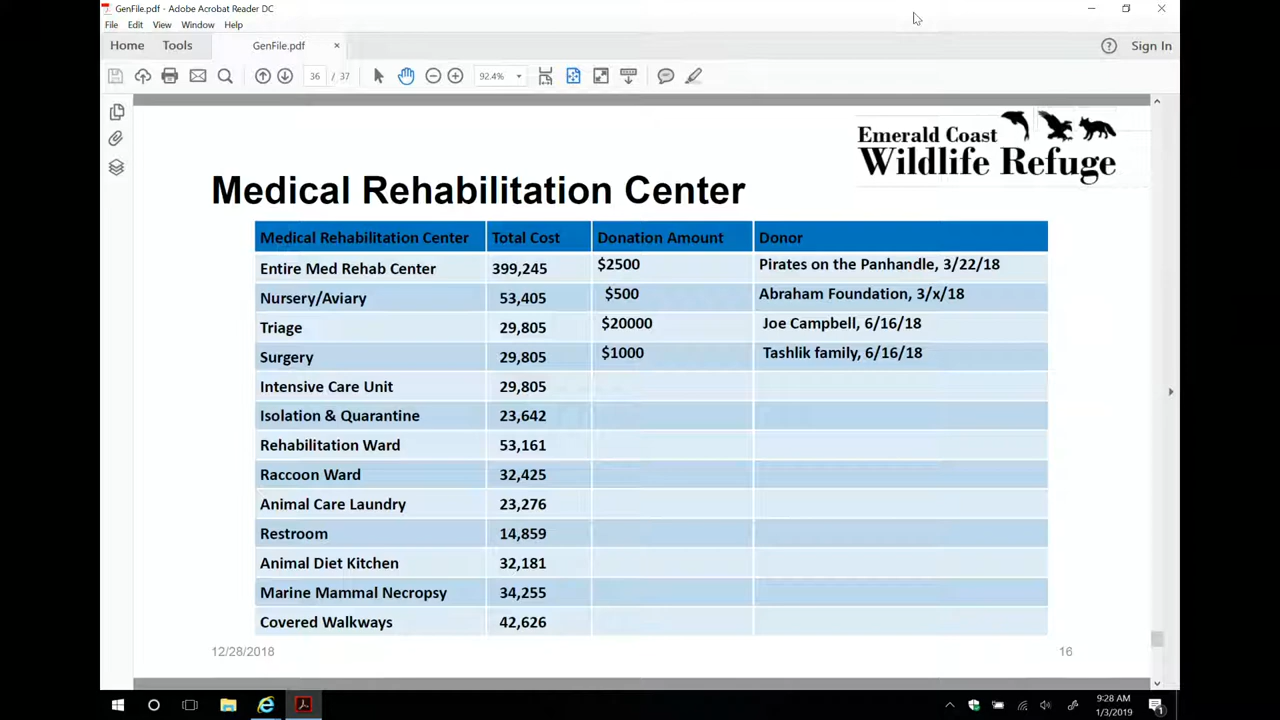 GenFile.pdf - Adobe Acrobat Reader DC
File Edit View Window Help
Home Tools GenFile.pdf × Sign In
36 / 37 92.4%
Emerald Coast
Wildlife Refuge
Medical Rehabilitation Center
Medical Rehabilitation Center Total Cost Donation Amount Donor
Entire Med Rehab Center 399,245 $2500 Pirates on the Panhandle, 3/22/18
Nursery/Aviary 53,405 $500 Abraham Foundation, 3/x/18
Triage 29,805 $20000 Joe Campbell, 6/16/18
Surgery 29,805 $1000 Tashlik family, 6/16/18
Intensive Care Unit 29,805
Isolation & Quarantine 23,642
Rehabilitation Ward 53,161
Raccoon Ward 32,425
Animal Care Laundry 23,276
Restroom 14,859
Animal Diet Kitchen 32,181
Marine Mammal Necropsy 34,255
Covered Walkways 42,626
12/28/2018 16
9:28 AM
1/3/2019